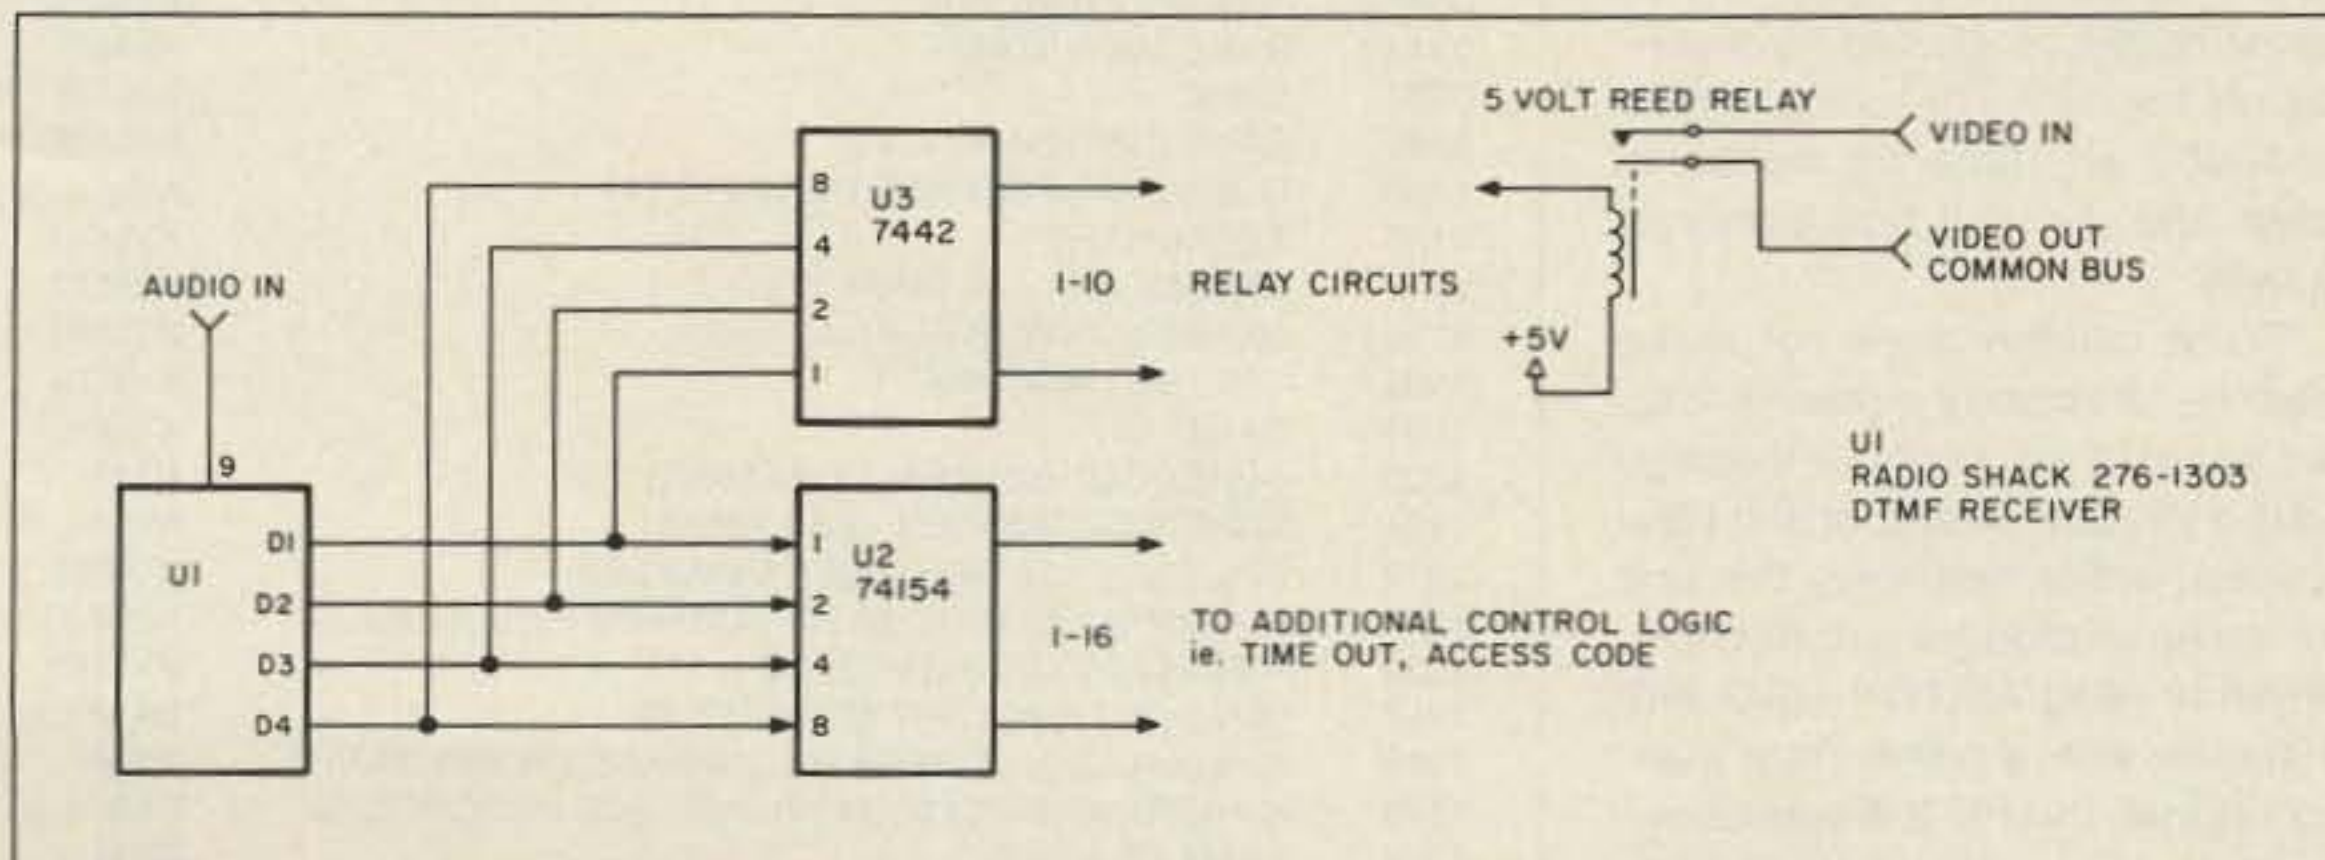 5 VOLT REED RELAY
VIDEO IN
VIDEO OUT
COMMON BUS
+5V
8
4
2
1
U3
7442
1-10
RELAY CIRCUITS
AUDIO IN
9
U1
D1
D2
D3
D4
1
2
4
8
U2
74154
1-16
TO ADDITIONAL CONTROL LOGIC
ie. TIME OUT, ACCESS CODE
U1
RADIO SHACK 276-1303
DTMF RECEIVER